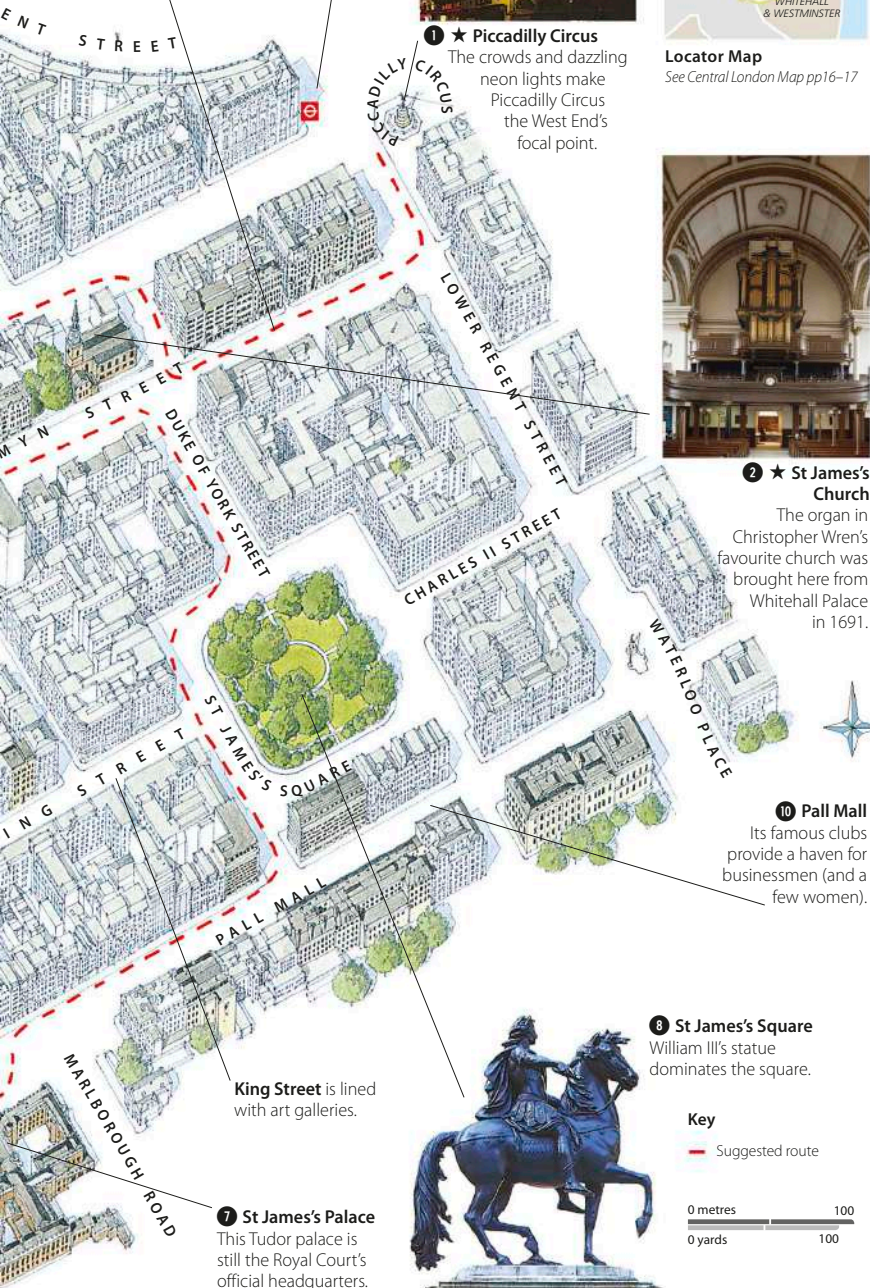 ENT STREET
PICCADILLY CIRCUS
1 ★ Piccadilly Circus
The crowds and dazzling
neon lights make
Piccadilly Circus
the West End's
focal point.
WHITEHALL
& WESTMINSTER
Locator Map
See Central London Map pp16–17
LOWER REGENT STREET
MYN STREET
DUKE OF YORK STREET
CHARLES II STREET
2 ★ St James's
Church
The organ in
Christopher Wren's
favourite church was
brought here from
Whitehall Palace
in 1691.
WATERLOO PLACE
ST JAMES'S SQUARE
ING STREET
10 Pall Mall
Its famous clubs
provide a haven for
businessmen (and a
few women).
PALL MALL
MARLBOROUGH ROAD
King Street is lined
with art galleries.
8 St James's Square
William III's statue
dominates the square.
Key
Suggested route
0 metres 100
0 yards 100
7 St James's Palace
This Tudor palace is
still the Royal Court's
official headquarters.